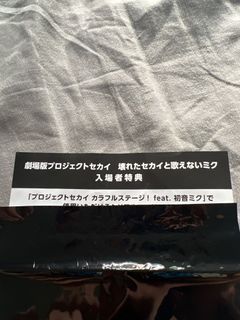 劇場版プロジェクトセカイ 壊れたセカイと歌えないミク
入場者特典
「プロジェクトセカイ カラフルステージ！ feat. 初音ミク」で